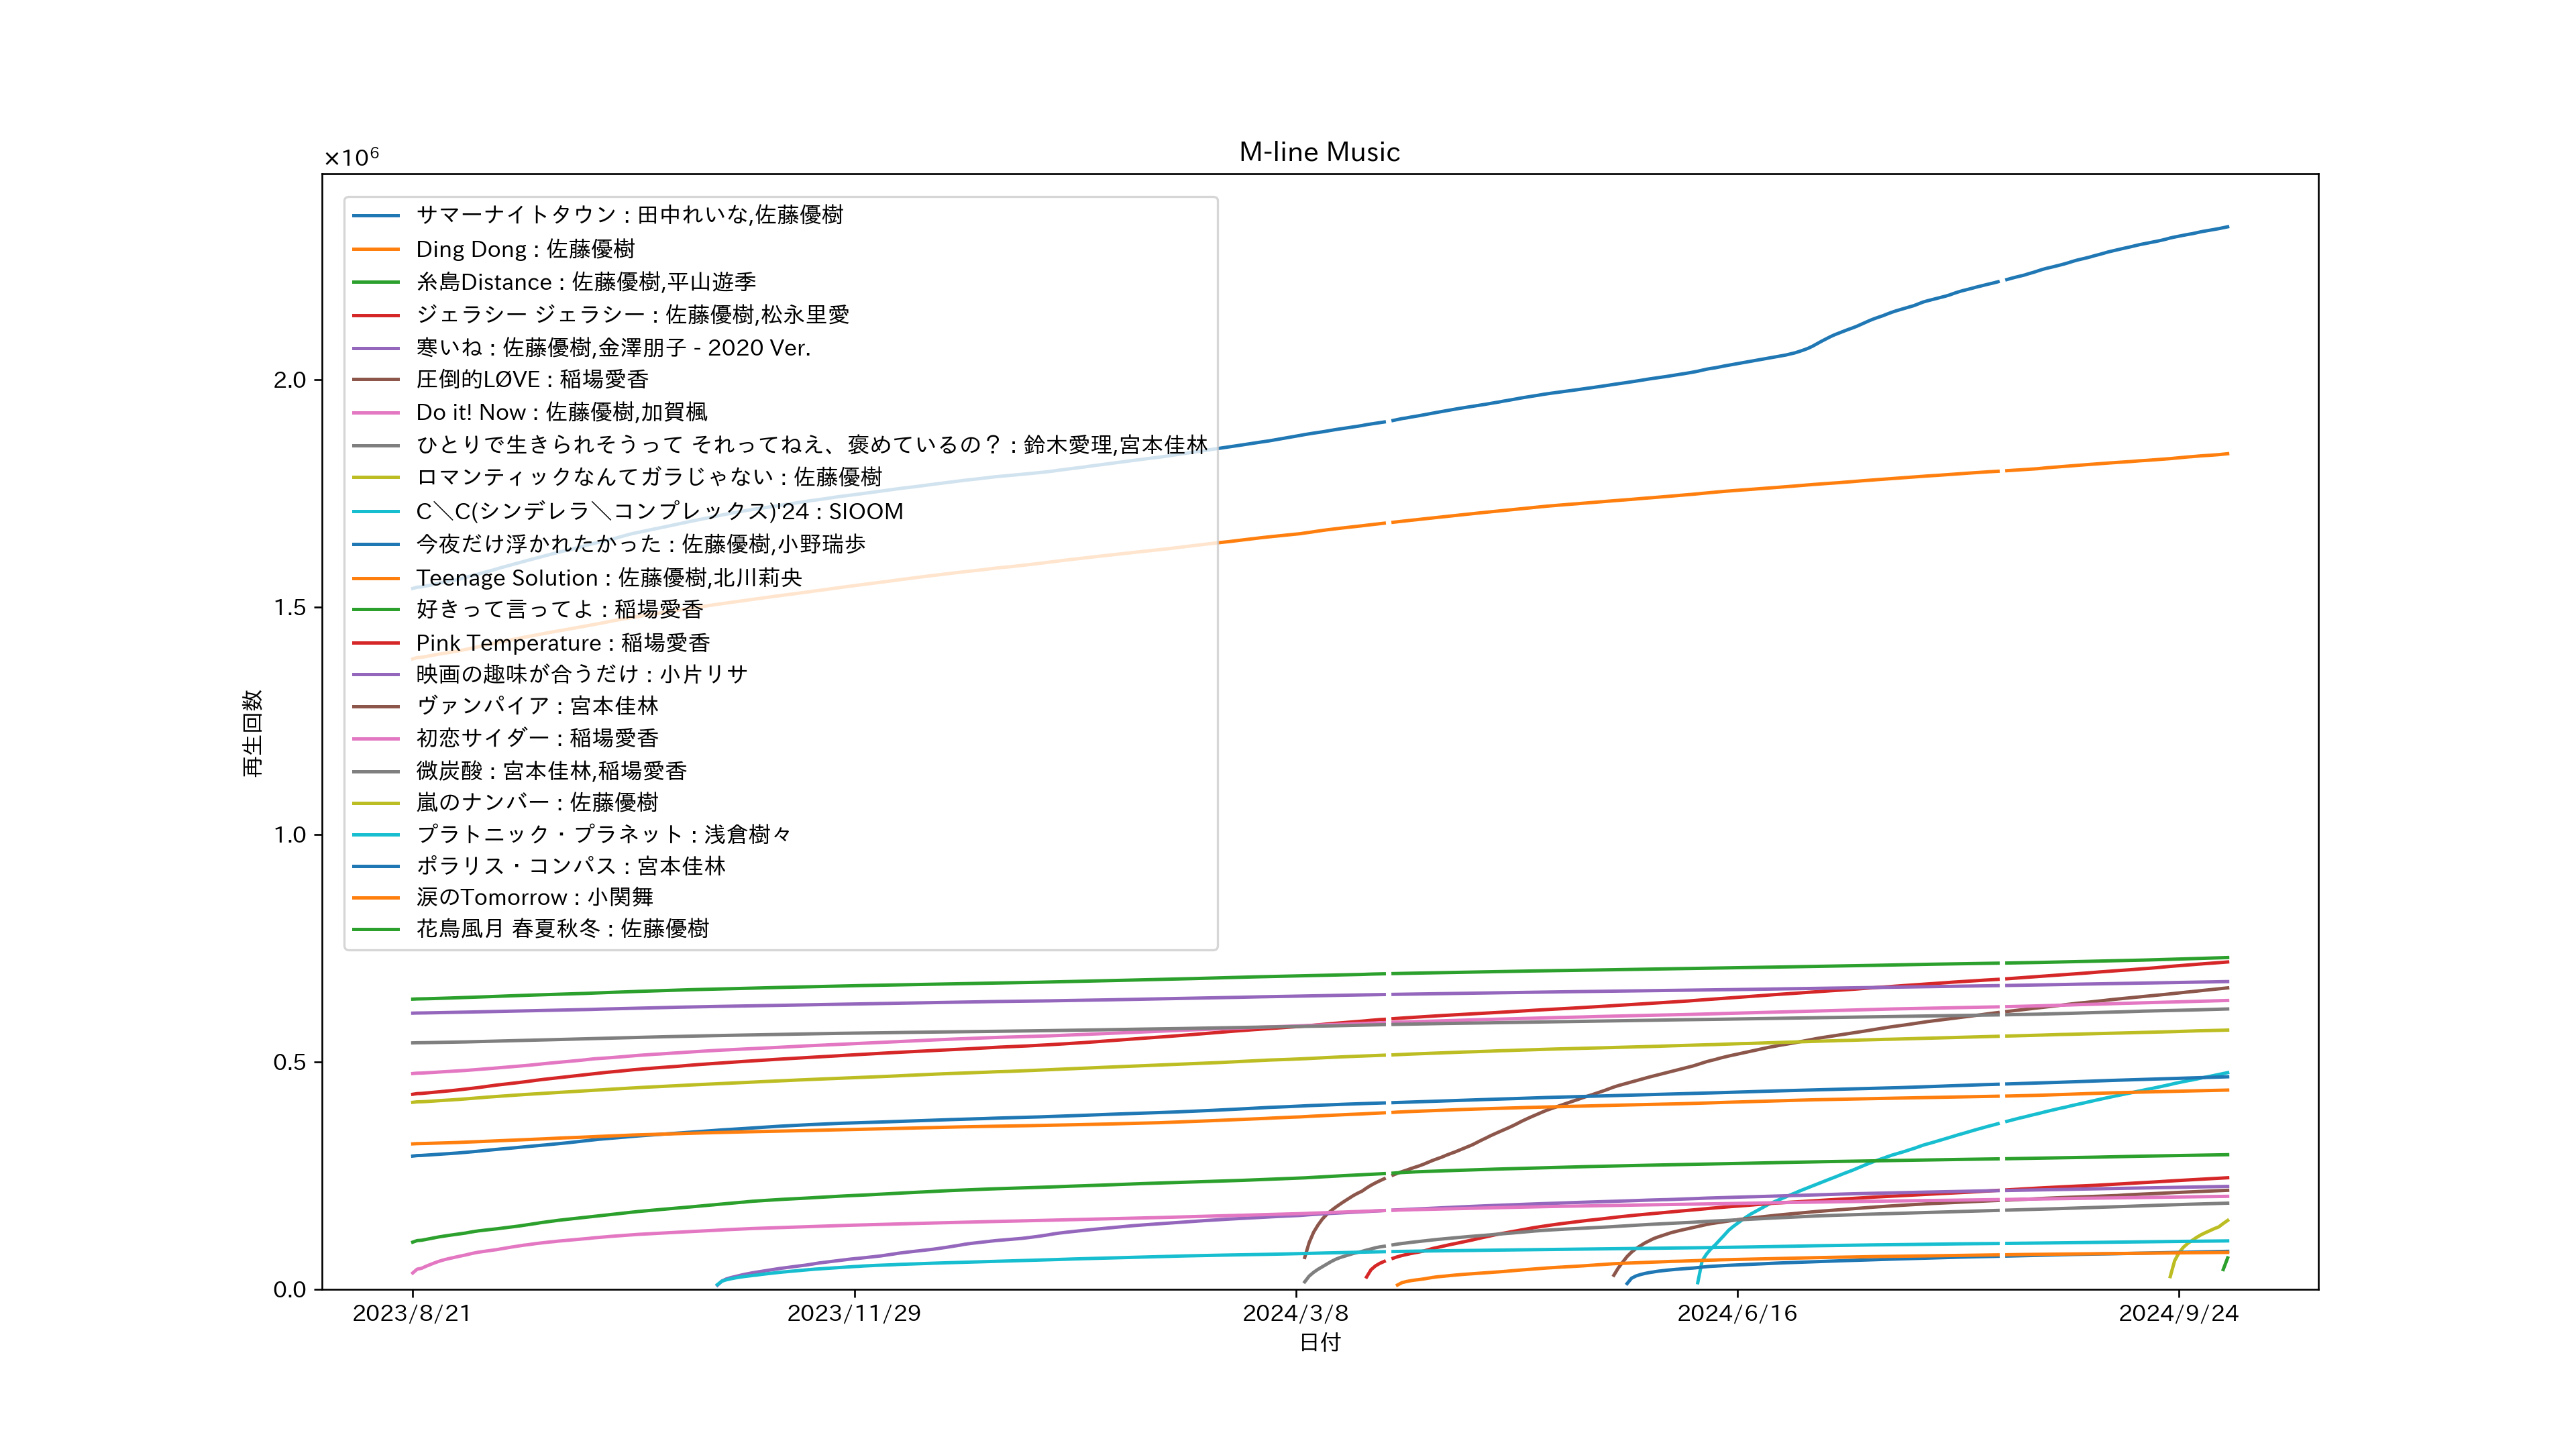 M-line Music
×10⁶
サマーナイトタウン : 田中れいな,佐藤優樹
Ding Dong : 佐藤優樹
糸島Distance : 佐藤優樹,平山遊季
ジェラシー ジェラシー : 佐藤優樹,松永里愛
寒いね : 佐藤優樹,金澤朋子 - 2020 Ver.
圧倒的LØVE : 稲場愛香
Do it! Now : 佐藤優樹,加賀楓
ひとりで生きられそうって それってねえ、褒めているの？ : 鈴木愛理,宮本佳林
ロマンティックなんてガラじゃない : 佐藤優樹
C＼C(シンデレラ＼コンプレックス)'24 : SIOOM
今夜だけ浮かれたかった : 佐藤優樹,小野瑞歩
Teenage Solution : 佐藤優樹,北川莉央
好きって言ってよ : 稲場愛香
Pink Temperature : 稲場愛香
映画の趣味が合うだけ : 小片リサ
ヴァンパイア : 宮本佳林
初恋サイダー : 稲場愛香
微炭酸 : 宮本佳林,稲場愛香
嵐のナンバー : 佐藤優樹
プラトニック・プラネット : 浅倉樹々
ポラリス・コンパス : 宮本佳林
涙のTomorrow : 小関舞
花鳥風月 春夏秋冬 : 佐藤優樹
2.0
1.5
1.0
0.5
0.0
再生回数
2023/8/21
2023/11/29
2024/3/8
2024/6/16
2024/9/24
日付